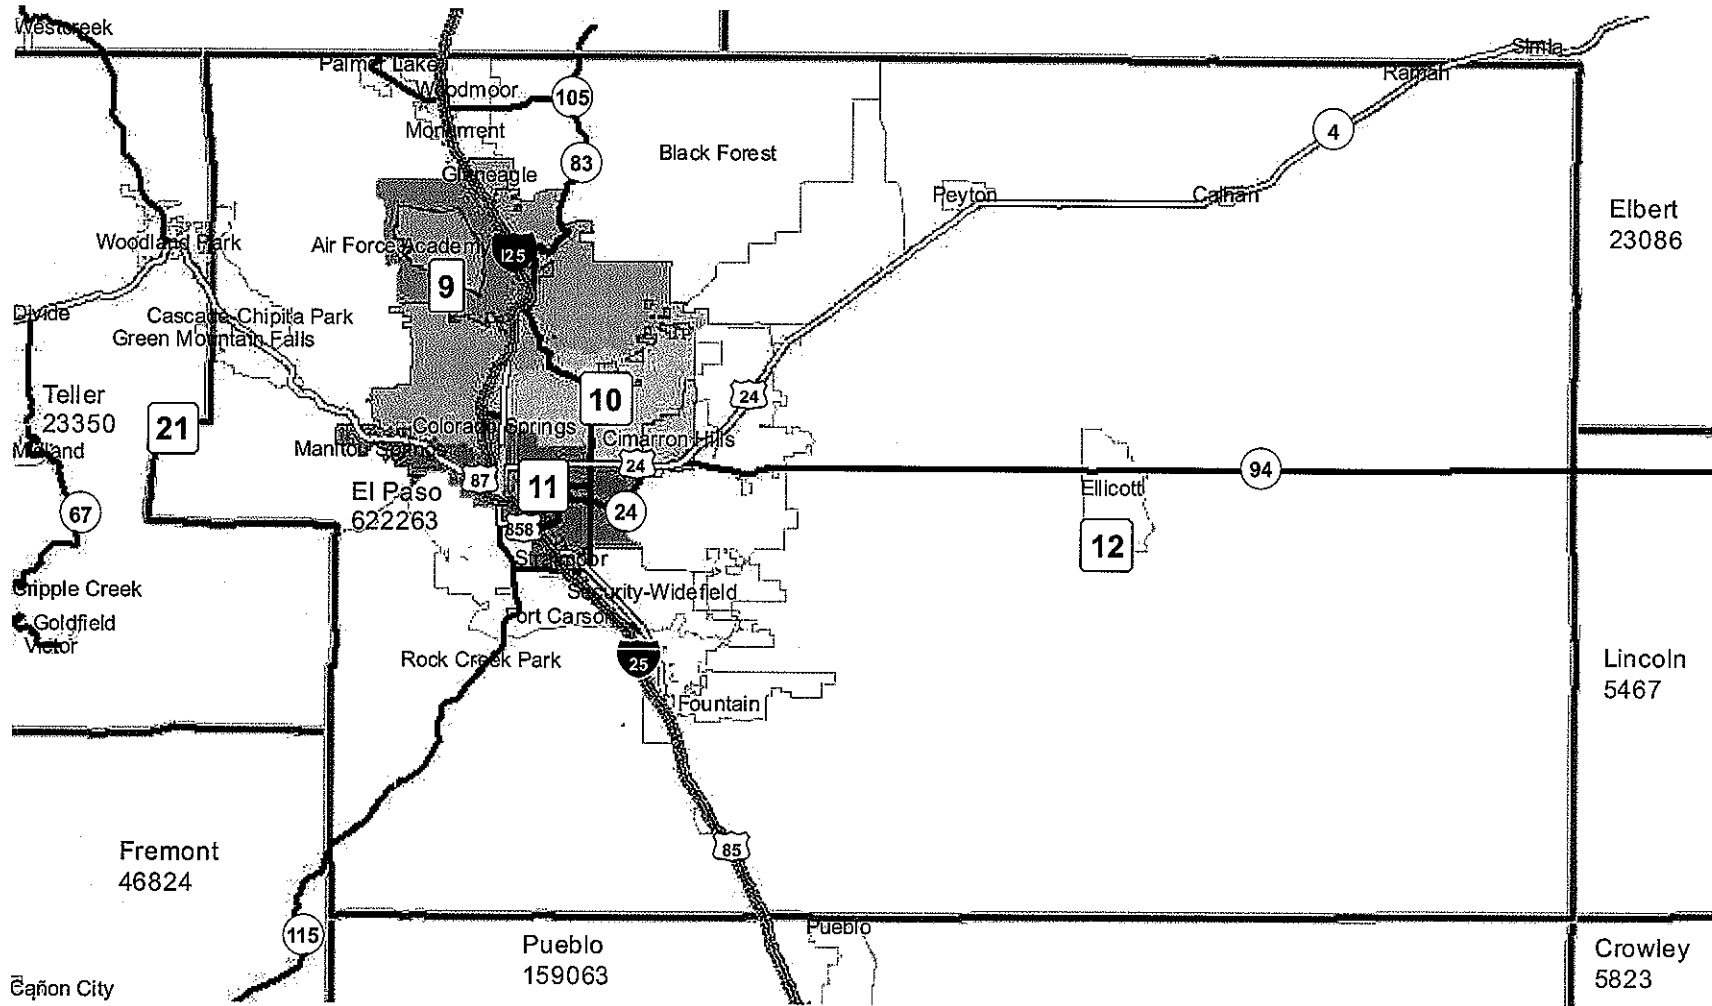 Westcreek
Simla
Palmer Lake
Ramah
Woodmoor
105
Monument
4
Black Forest
83
Gleneagle
Peyton
Calhan
Elbert
23086
Woodland Park
Air Force Academy
I25
9
Divide
Cascade-Chipita Park
Green Mountain Falls
Teller
23350
10
24
21
Colorado Springs
Cimarron Hills
Midland
Manitou Springs
24
94
87
11
El Paso
622263
Ellicott
67
24
858
12
Stratmoor
Cripple Creek
Security-Widefield
Goldfield
Fort Carson
Victor
Rock Creek Park
25
Lincoln
5467
Fountain
Fremont
46824
85
115
Pueblo
Pueblo
159063
Crowley
5823
Cañon City